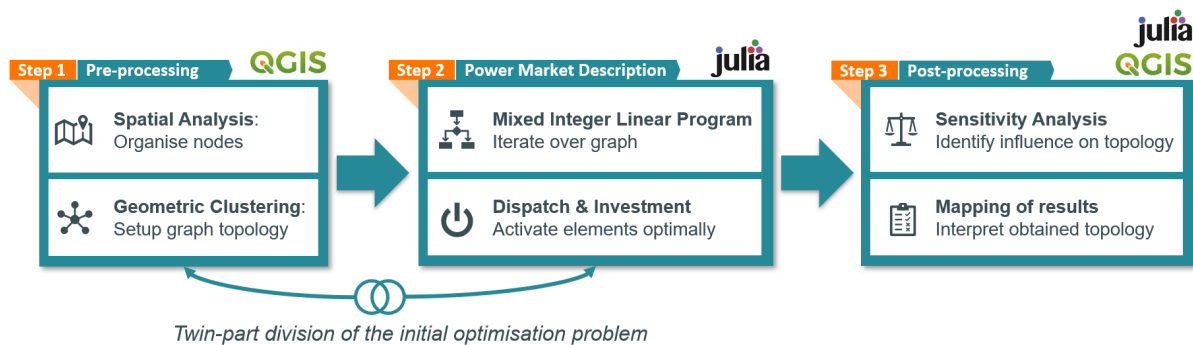 Step 1 Pre-processing QGIS
Spatial Analysis:
Organise nodes
Geometric Clustering:
Setup graph topology
Step 2 Power Market Description julia
Mixed Integer Linear Program
Iterate over graph
Dispatch & Investment
Activate elements optimally
julia
Step 3 Post-processing QGIS
Sensitivity Analysis
Identify influence on topology
Mapping of results
Interpret obtained topology
Twin-part division of the initial optimisation problem